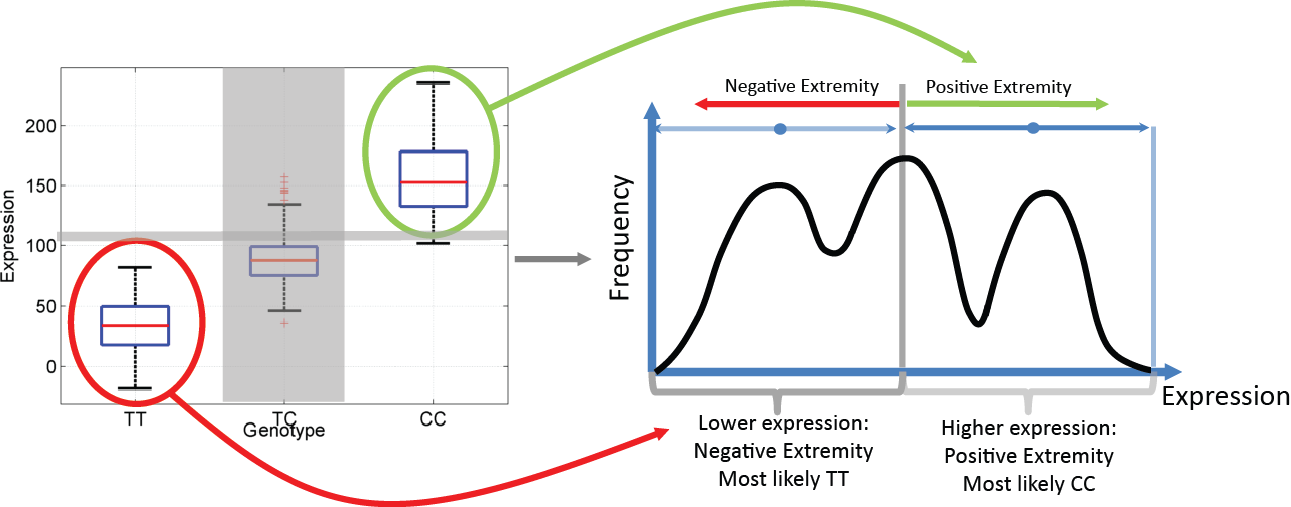 Expression
200
150
100
50
0
TT
TC
CC
Genotype
Negative Extremity
Positive Extremity
Frequency
Expression
Lower expression:
Negative Extremity
Most likely TT
Higher expression:
Positive Extremity
Most likely CC